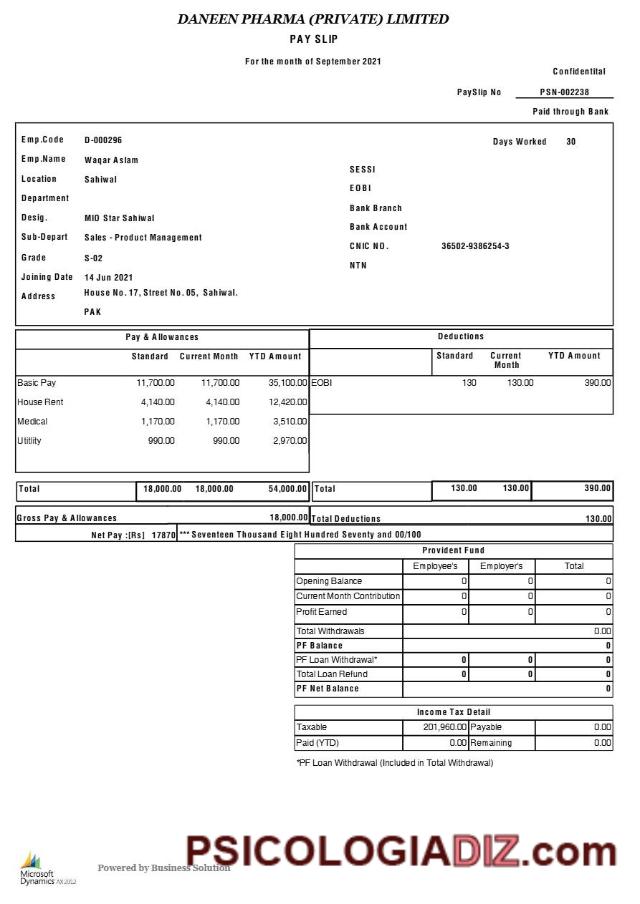 DANEEN PHARMA (PRIVATE) LIMITED
PAY SLIP
For the month of September 2021
Confidentital
PaySlip No PSN-002238
Paid through Bank
Emp.Code D-000296 Days Worked 30
Emp.Name Waqar Aslam
SESSI
Location Sahiwal
EOBI
Department
Bank Branch
Desig. MIO Star Sahiwal
Bank Account
Sub-Depart Sales - Product Management
CNIC NO. 36502-9386254-3
Grade S-02
NTN
Joining Date 14 Jun 2021
Address House No. 17, Street No. 05, Sahiwal.
PAK
Pay & Allowances Deductions
Standard Current Month YTD Amount Standard Current Month YTD Amount
Basic Pay 11,700.00 11,700.00 35,100.00 EOBI 130 130.00 390.00
House Rent 4,140.00 4,140.00 12,420.00
Medical 1,170.00 1,170.00 3,510.00
Utitlity 990.00 990.00 2,970.00
Total 18,000.00 18,000.00 54,000.00 Total 130.00 130.00 390.00
Gross Pay & Allowances 18,000.00 Total Deductions 130.00
Net Pay :[Rs] 17870 *** Seventeen Thousand Eight Hundred Seventy and 00/100
Provident Fund
Employee's Employer's Total
Opening Balance 0 0 0
Current Month Contribution 0 0 0
Profit Earned 0 0 0
Total Withdrawals 0.00
PF Balance 0
PF Loan Withdrawal* 0 0 0
Total Loan Refund 0 0 0
PF Net Balance 0
Income Tax Detail
Taxable 201,960.00 Payable 0.00
Paid (YTD) 0.00 Remaining 0.00
*PF Loan Withdrawal (Included in Total Withdrawal)
PSICOLOGIADIZ.com
Powered by Business Solution
Microsoft
Dynamics AX 2012